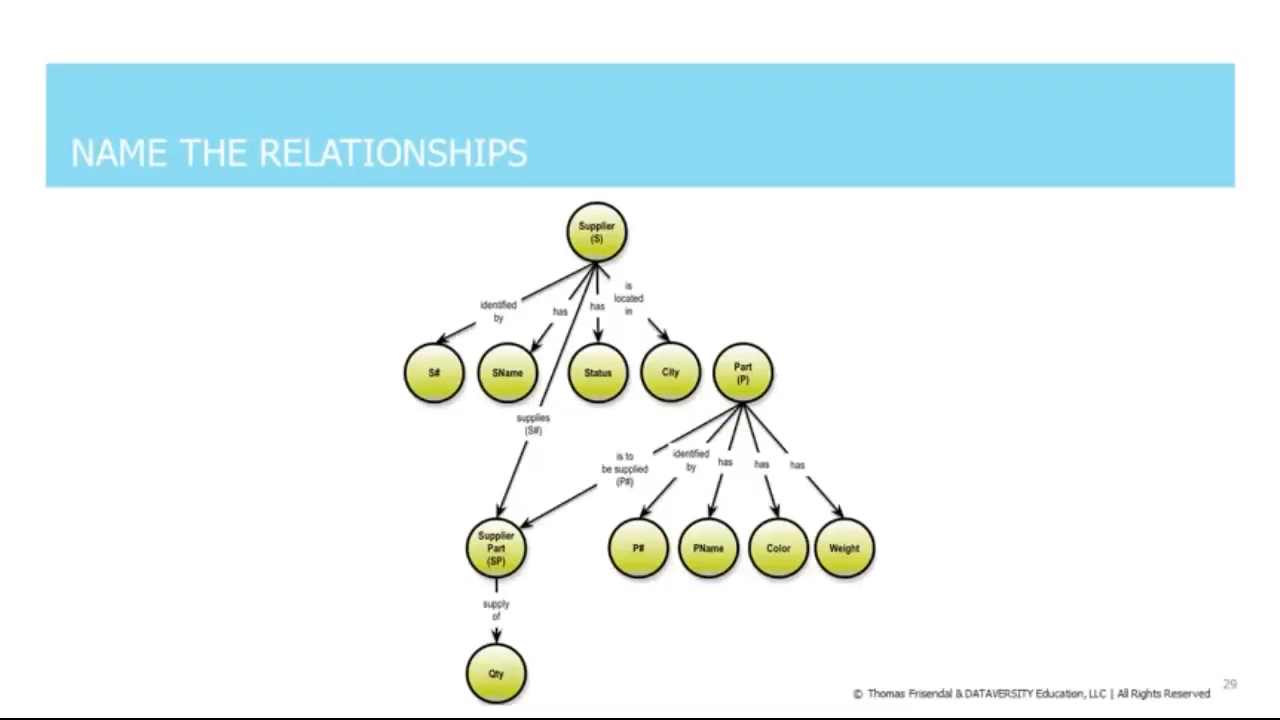 NAME THE RELATIONSHIPS
Supplier
(S)
identified
by
has
has
is
located
in
S#
SName
Status
City
Part
(P)
supplies
(S#)
is to
be supplied
(P#)
identified
by
has
has
has
Supplier
Part
(SP)
P#
PName
Color
Weight
supply
of
Qty
© Thomas Frisendal & DATAVERSITY Education, LLC | All Rights Reserved
29